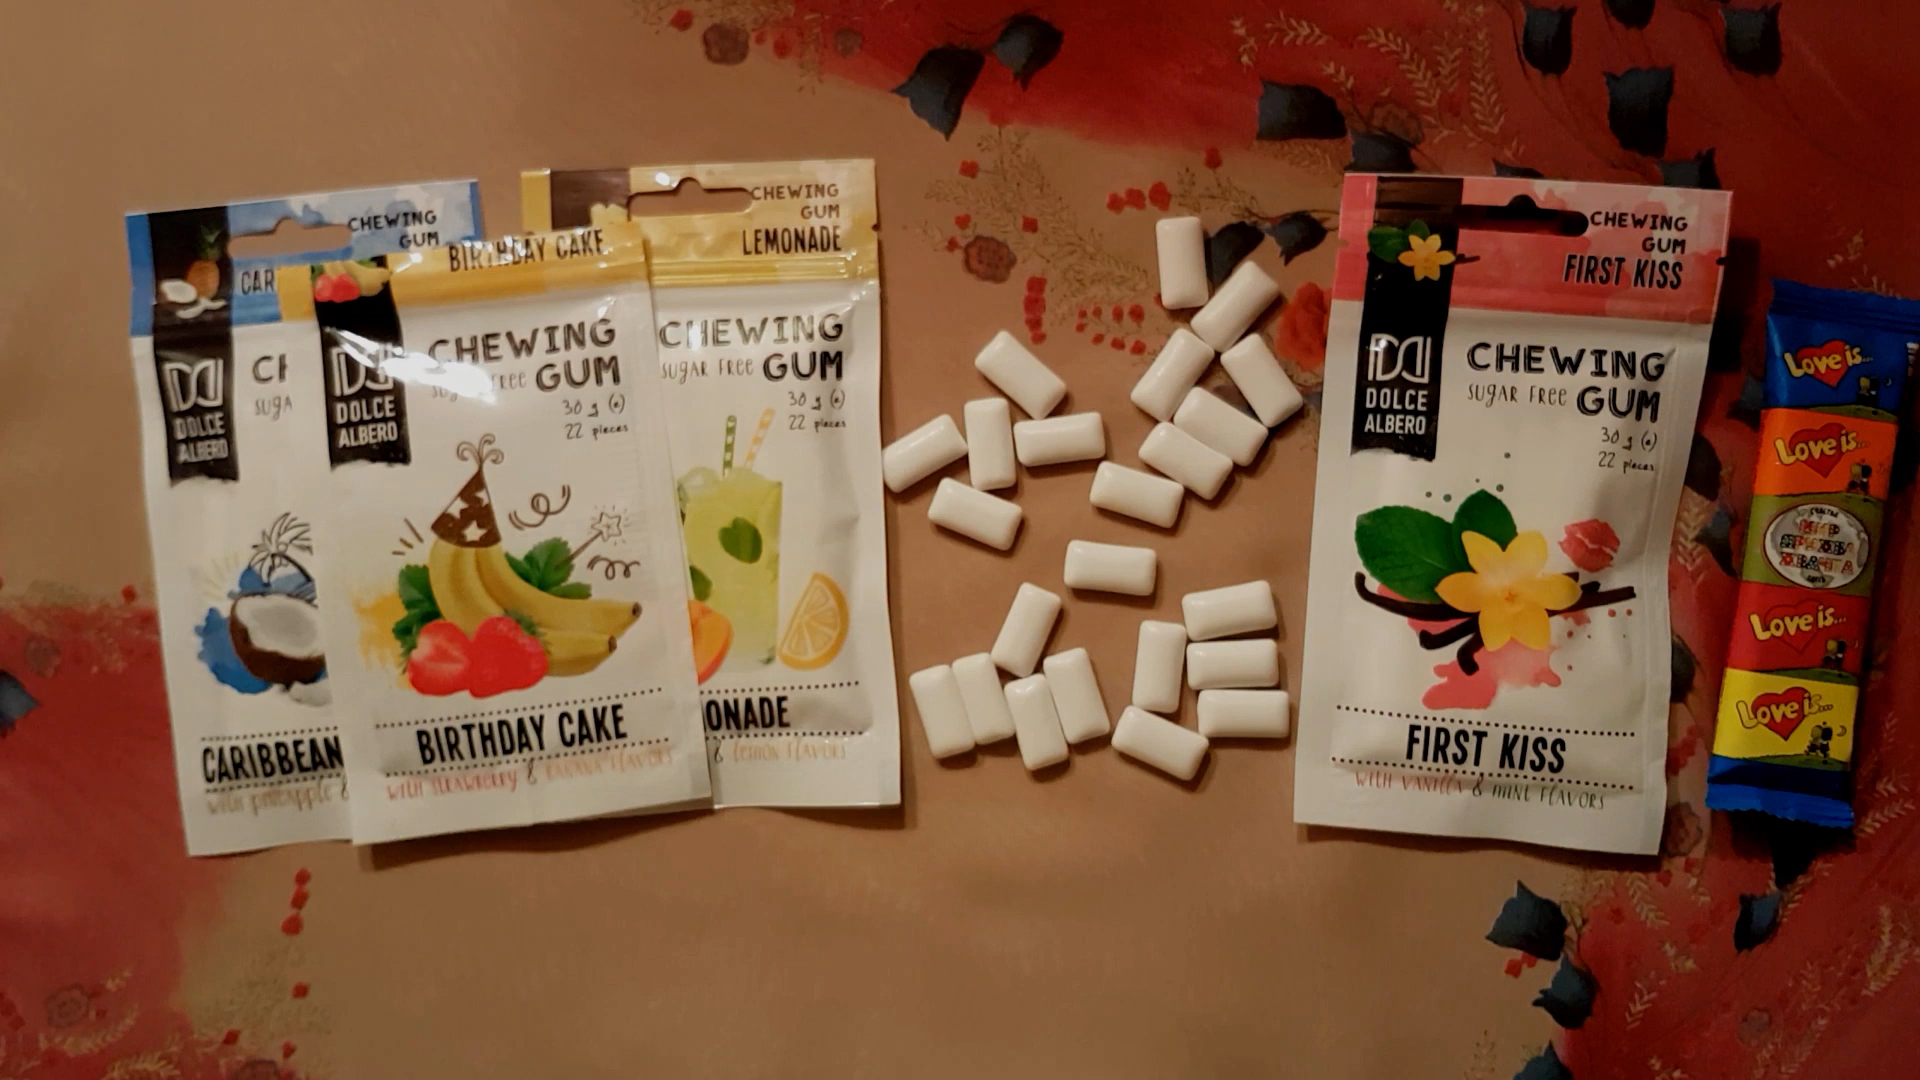 CHEWING
GUM
CAR
DOLCE
ALBERO
CARIBBEAN
with pineapple &
BIRTHDAY CAKE
CHEWING
FREE GUM
30 g (e)
22 pieces
DOLCE
ALBERO
BIRTHDAY CAKE
with strawberry & banana flavors
CHEWING
GUM
LEMONADE
CHEWING
SUGAR FREE GUM
30 g (e)
22 pieces
ONADE
& lemon flavors
CHEWING
GUM
FIRST KISS
DOLCE
ALBERO
CHEWING
SUGAR FREE GUM
30 g (e)
22 pieces
FIRST KISS
with vanilla & mint flavors
Love is...
Love is...
Love is...
Love is...